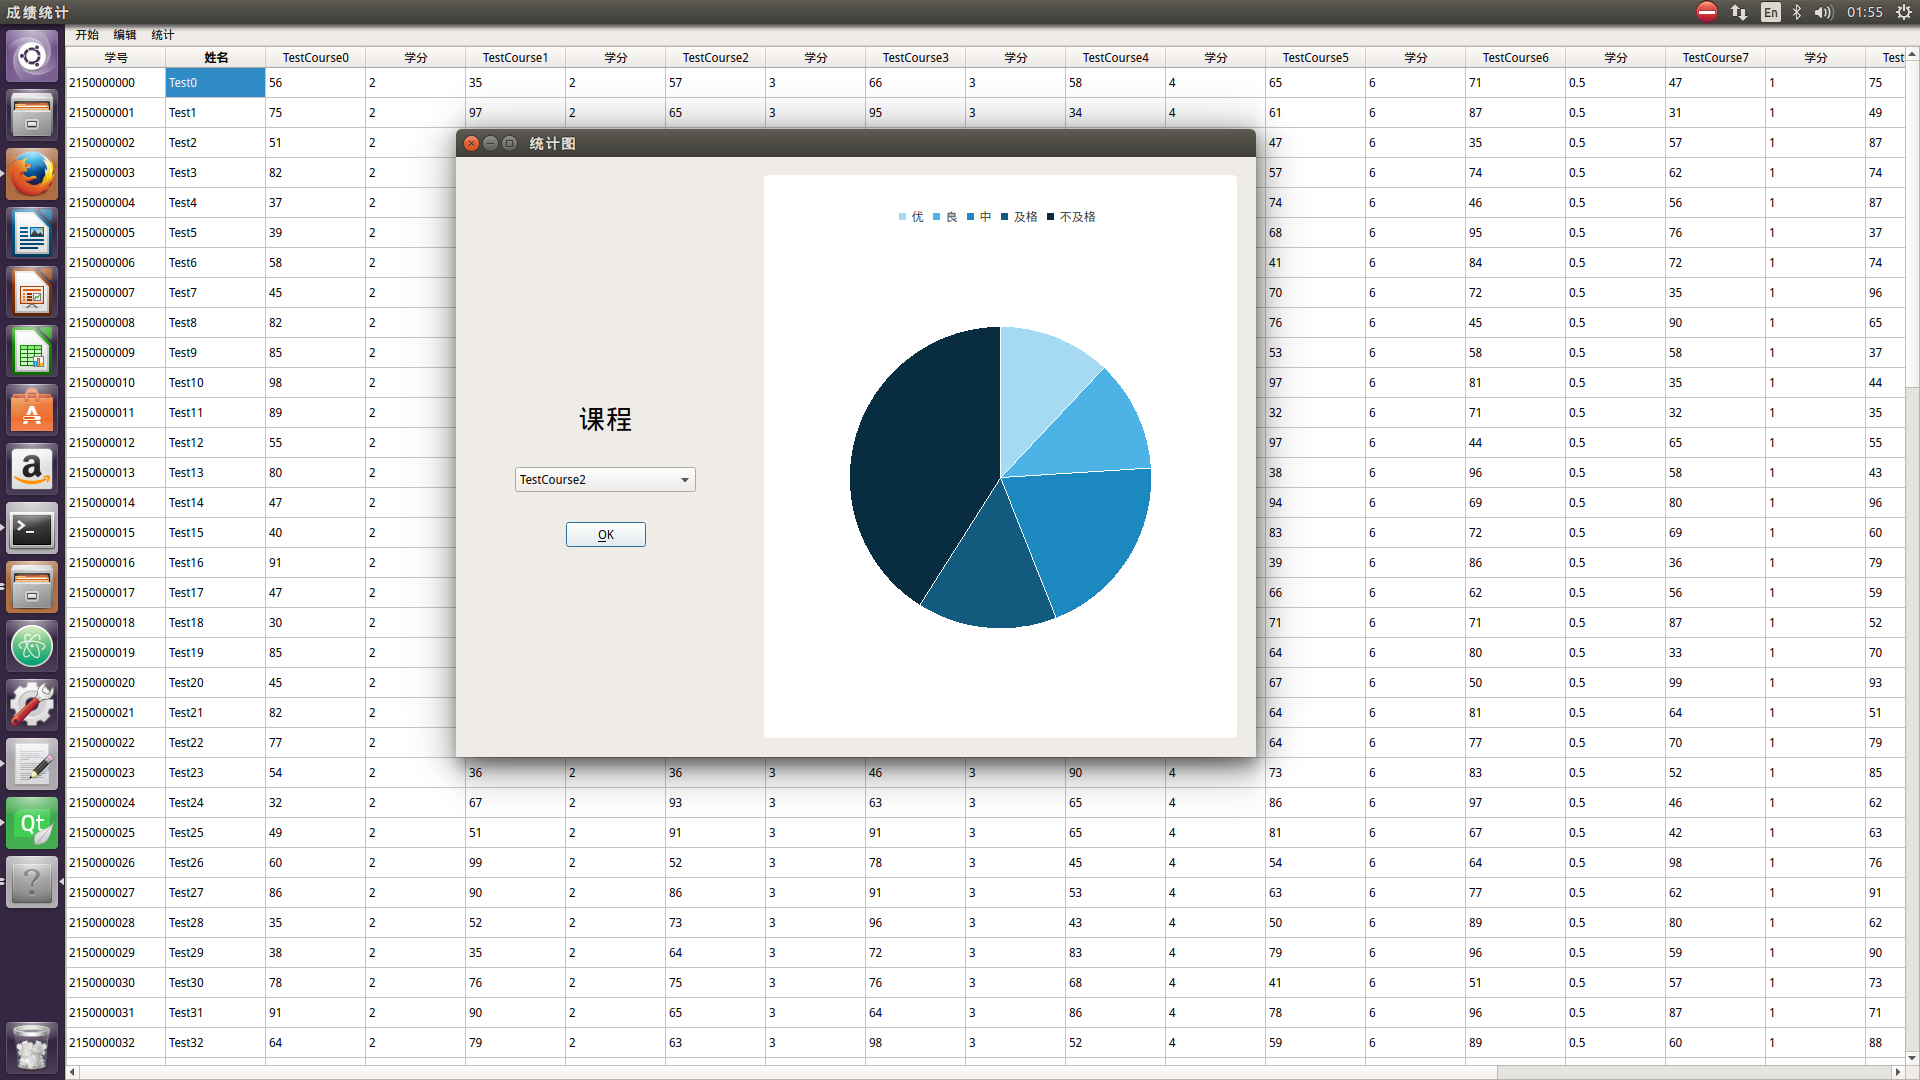 成绩统计 En 01:55
开始 编辑 统计
学号 姓名 TestCourse0 学分 TestCourse1 学分 TestCourse2 学分 TestCourse3 学分 TestCourse4 学分 TestCourse5 学分 TestCourse6 学分 TestCourse7 学分 Test
2150000000 Test0 56 2 35 2 57 3 66 3 58 4 65 6 71 0.5 47 1 75
2150000001 Test1 75 2 97 2 65 3 95 3 34 4 61 6 87 0.5 31 1 49
2150000002 Test2 51 2 47 6 35 0.5 57 1 87
2150000003 Test3 82 2 57 6 74 0.5 62 1 74
2150000004 Test4 37 2 74 6 46 0.5 56 1 87
2150000005 Test5 39 2 68 6 95 0.5 76 1 37
2150000006 Test6 58 2 41 6 84 0.5 72 1 74
2150000007 Test7 45 2 70 6 72 0.5 35 1 96
2150000008 Test8 82 2 76 6 45 0.5 90 1 65
2150000009 Test9 85 2 53 6 58 0.5 58 1 37
2150000010 Test10 98 2 97 6 81 0.5 35 1 44
2150000011 Test11 89 2 32 6 71 0.5 32 1 35
2150000012 Test12 55 2 97 6 44 0.5 65 1 55
2150000013 Test13 80 2 38 6 96 0.5 58 1 43
2150000014 Test14 47 2 94 6 69 0.5 80 1 96
2150000015 Test15 40 2 83 6 72 0.5 69 1 60
2150000016 Test16 91 2 39 6 86 0.5 36 1 79
2150000017 Test17 47 2 66 6 62 0.5 56 1 59
2150000018 Test18 30 2 71 6 71 0.5 87 1 52
2150000019 Test19 85 2 64 6 80 0.5 33 1 70
2150000020 Test20 45 2 67 6 50 0.5 99 1 93
2150000021 Test21 82 2 64 6 81 0.5 64 1 51
2150000022 Test22 77 2 64 6 77 0.5 70 1 79
2150000023 Test23 54 2 36 2 36 3 46 3 90 4 73 6 83 0.5 52 1 85
2150000024 Test24 32 2 67 2 93 3 63 3 65 4 86 6 97 0.5 46 1 62
2150000025 Test25 49 2 51 2 91 3 91 3 65 4 81 6 67 0.5 42 1 63
2150000026 Test26 60 2 99 2 52 3 78 3 45 4 54 6 64 0.5 98 1 76
2150000027 Test27 86 2 90 2 86 3 91 3 53 4 63 6 77 0.5 62 1 91
2150000028 Test28 35 2 52 2 73 3 96 3 43 4 50 6 89 0.5 80 1 62
2150000029 Test29 38 2 35 2 64 3 72 3 83 4 79 6 96 0.5 59 1 90
2150000030 Test30 78 2 76 2 75 3 76 3 68 4 41 6 51 0.5 57 1 73
2150000031 Test31 91 2 90 2 65 3 64 3 86 4 78 6 96 0.5 87 1 71
2150000032 Test32 64 2 79 2 63 3 98 3 52 4 59 6 89 0.5 60 1 88
统计图
优 良 中 及格 不及格
课程
TestCourse2
OK
a
Qt
?